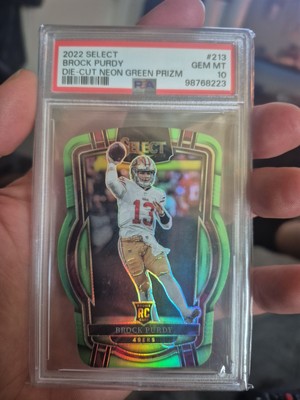 2022 SELECT #213
BROCK PURDY GEM MT
DIE-CUT NEON GREEN PRIZM 10
PSA 98768223
SELECT
13
RC
BROCK PURDY
49ERS